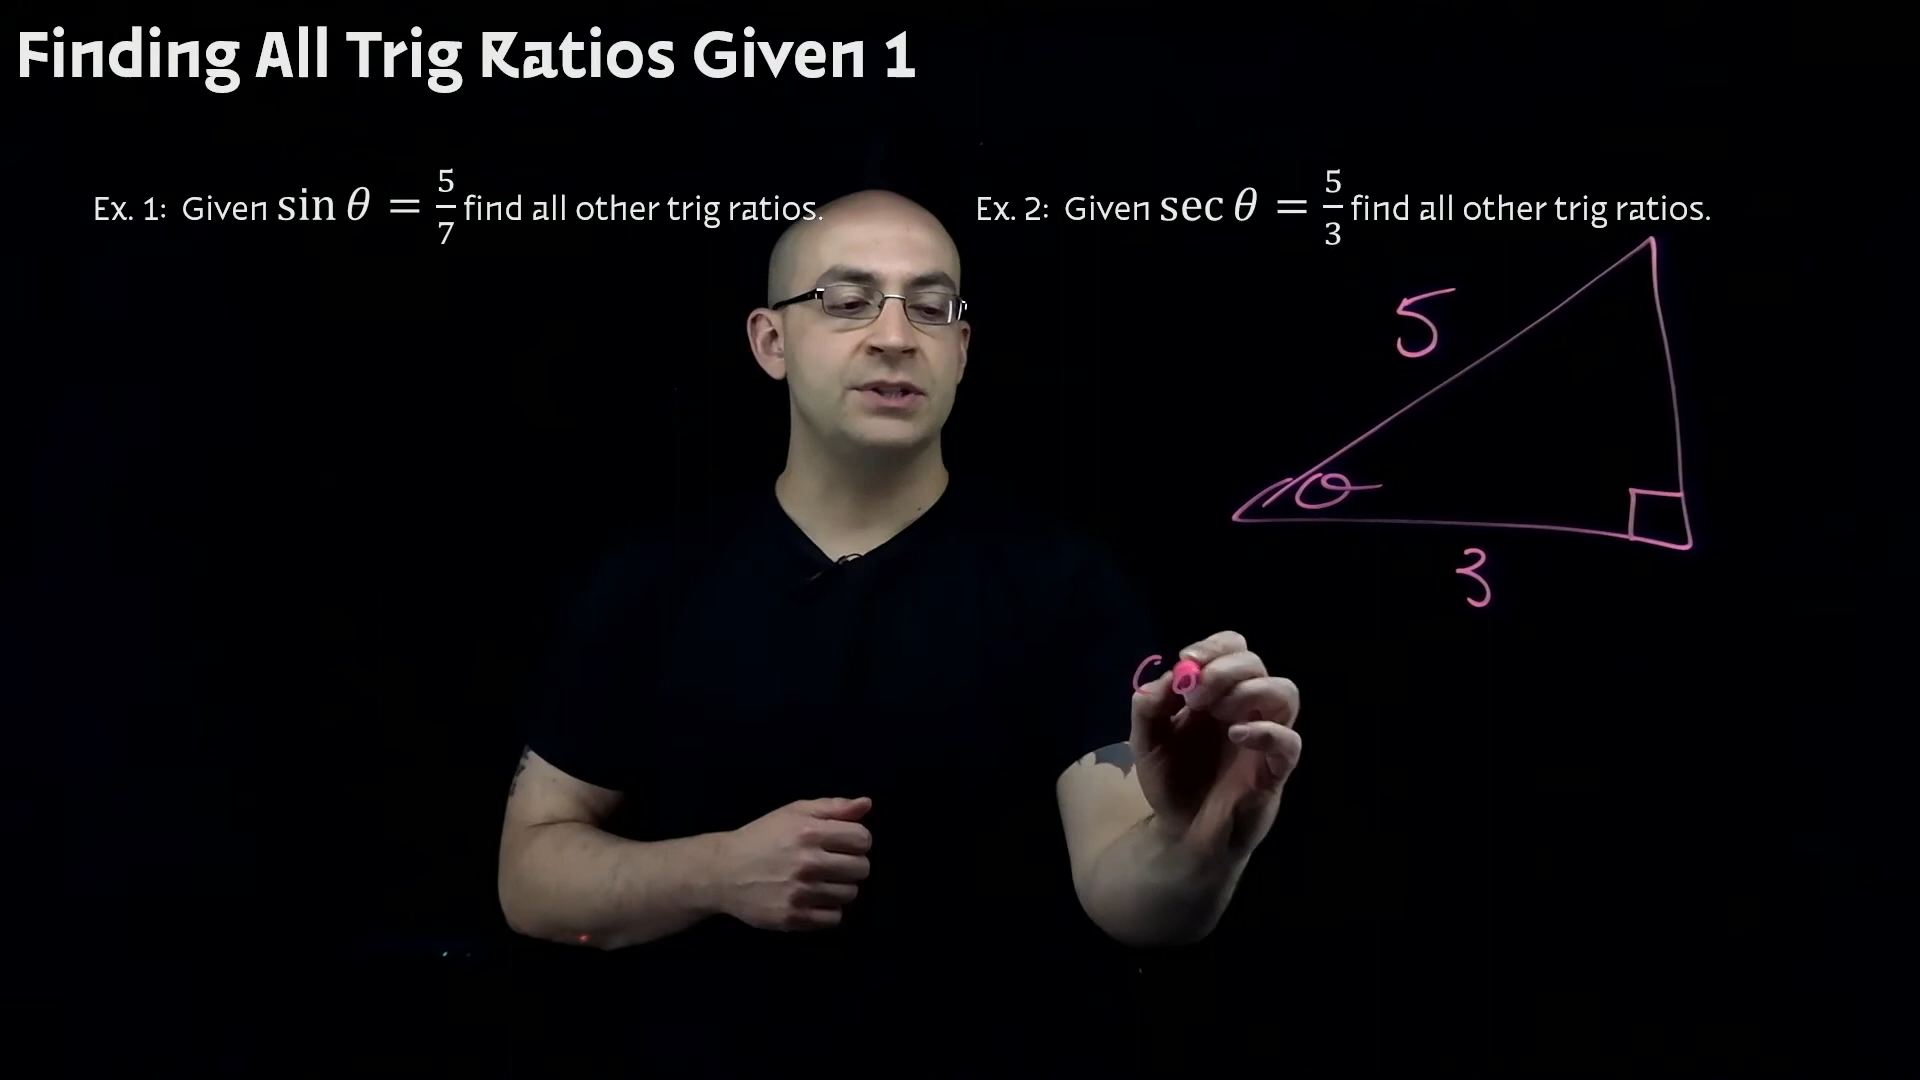 Finding All Trig Ratios Given 1
Ex. 1: Given sin θ = 5/7 find all other trig ratios.
Ex. 2: Given sec θ = 5/3 find all other trig ratios.
5
θ
3
co